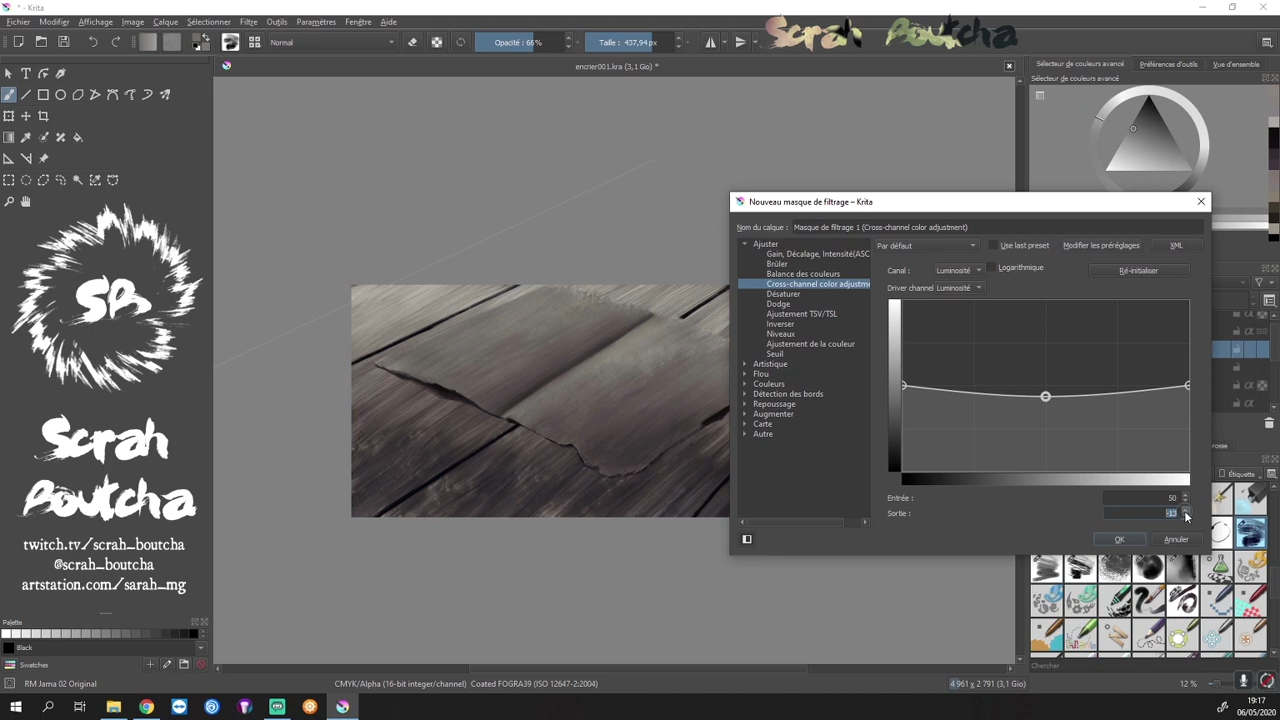 * - Krita
Fichier Modifier Affichage Image Calque Sélectionner Filtre Outils Paramètres Fenêtre Aide
Scrah Boutcha
Normal
Opacité : 66%
Taille : 437,94 px
encrier001.kra (3,1 Gio) *
Sélecteur de couleurs avancé Préférences d'outils Vue d'ensemble
Sélecteur de couleurs avancé
Nouveau masque de filtrage – Krita
Nom du calque : Masque de filtrage 1 (Cross-channel color adjustment)
Ajuster
Gain, Décalage, Intensité(ASC
Brûler
Balance des couleurs
Cross-channel color adjustme
Désaturer
Dodge
Ajustement TSV/TSL
Inverser
Niveaux
Ajustement de la couleur
Seuil
Artistique
Flou
Couleurs
Détection des bords
Repoussage
Augmenter
Carte
Autre
Par défaut
Use last preset
Modifier les préréglages
XML
Canal : Luminosité
Logarithmique
Ré-initialiser
Driver channel Luminosité
Entrée : 50
Sortie : -13
OK Annuler
Étiquette
SB
Scrah
Boutcha
twitch.tv/scrah_boutcha
@scrah_boutcha
artstation.com/sarah_mg
Palette
Black
Swatches
Chercher
RM Jama 02 Original
CMYK/Alpha (16-bit integer/channel) Coated FOGRA39 (ISO 12647-2:2004)
4 961 x 2 791 (3,1 Gio)
12 %
19:17
06/05/2020